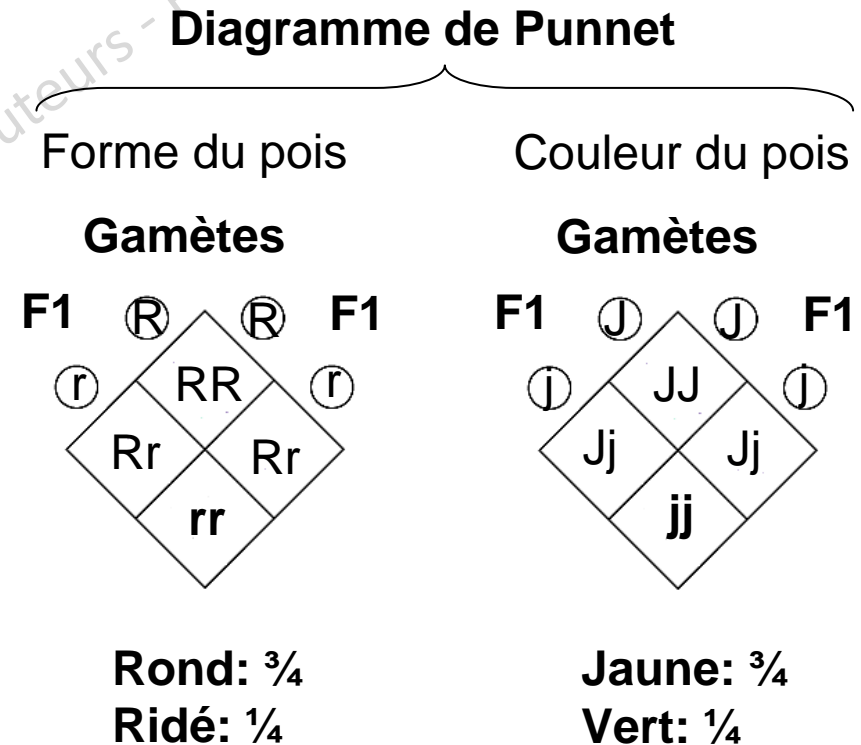 Diagramme de Punnet
Forme du pois
Couleur du pois
Gamètes
Gamètes
F1 R R F1
F1 J J F1
r RR r
j JJ j
Rr Rr
Jj Jj
rr
jj
Rond: ¾
Ridé: ¼
Jaune: ¾
Vert: ¼